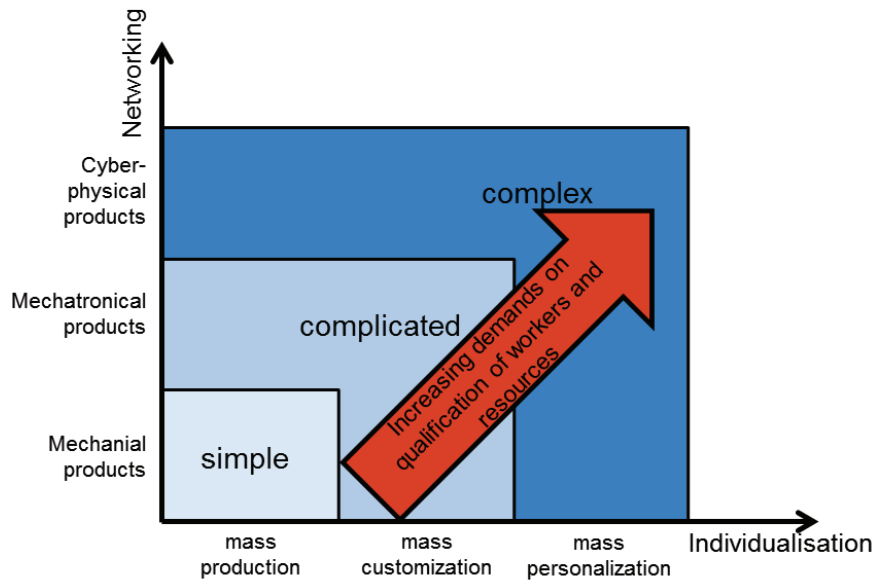 Networking
Cyber-
physical
products
complex
Mechatronical
products
complicated
Increasing demands on
qualification of workers and
resources
Mechanial
products
simple
mass
production
mass
customization
mass
personalization
Individualisation